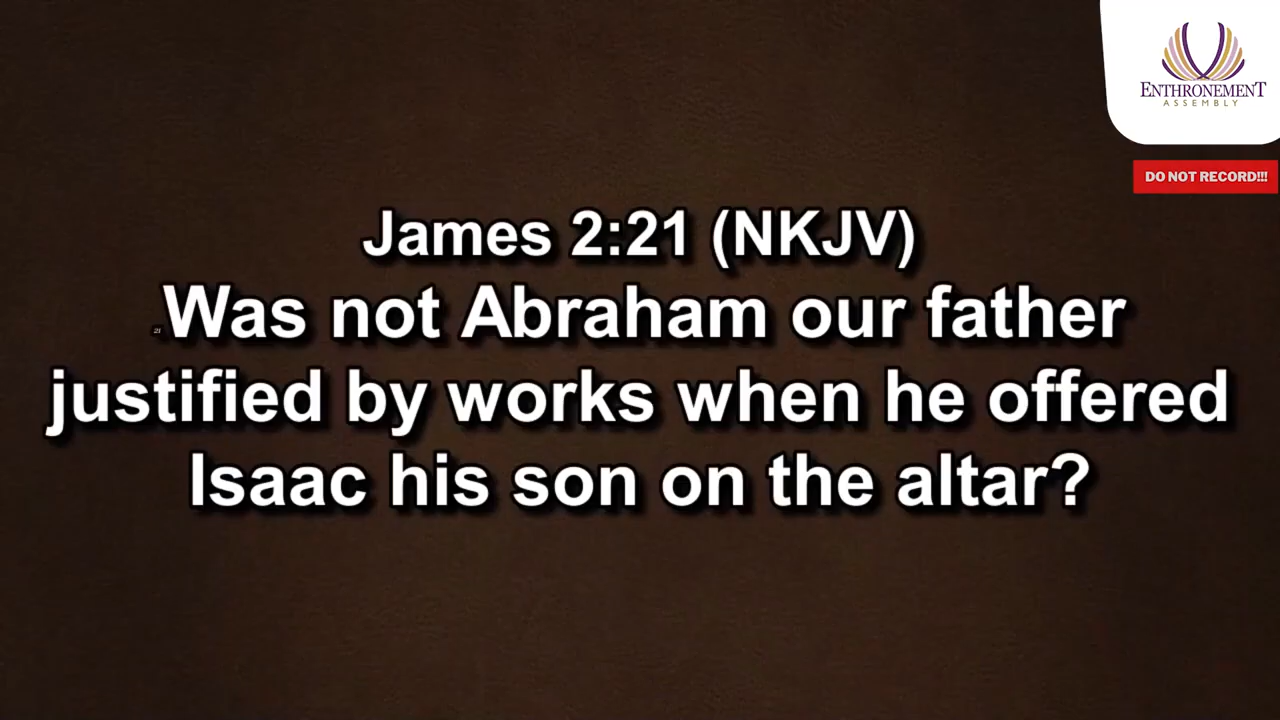 ENTHRONEMENT
ASSEMBLY
DO NOT RECORD!!!
James 2:21 (NKJV)
21 Was not Abraham our father
justified by works when he offered
Isaac his son on the altar?